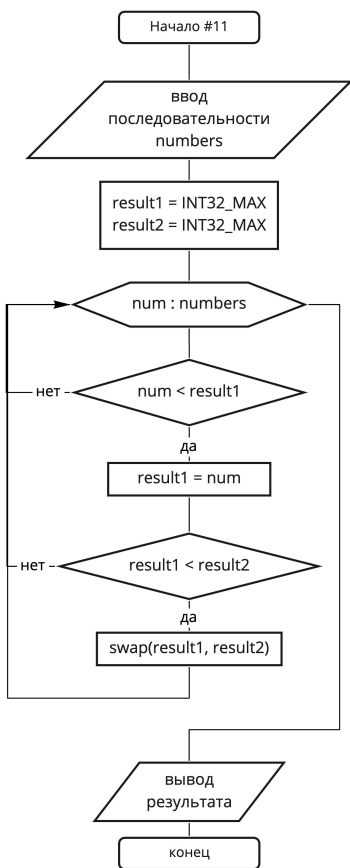 Начало #11
ввод
последовательности
numbers
result1 = INT32_MAX
result2 = INT32_MAX
num : numbers
нет
num < result1
да
result1 = num
нет
result1 < result2
да
swap(result1, result2)
вывод
результата
конец